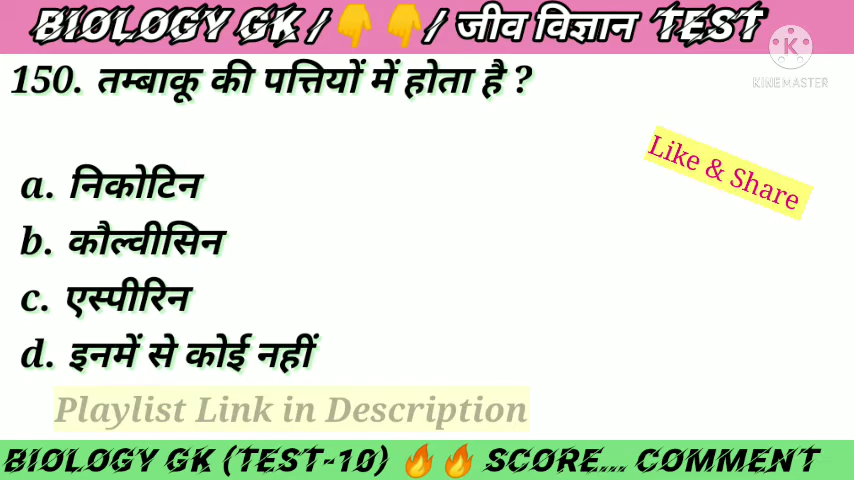 BIOLOGY GK / 👇 👇 / जीव विज्ञान TEST
KINEMASTER
150. तम्बाकू की पत्तियों में होता है ?
Like & Share
a. निकोटिन
b. कौल्वीसिन
c. एस्पीरिन
d. इनमें से कोई नहीं
Playlist Link in Description
BIOLOGY GK (TEST-10) 🔥🔥 SCORE... COMMENT